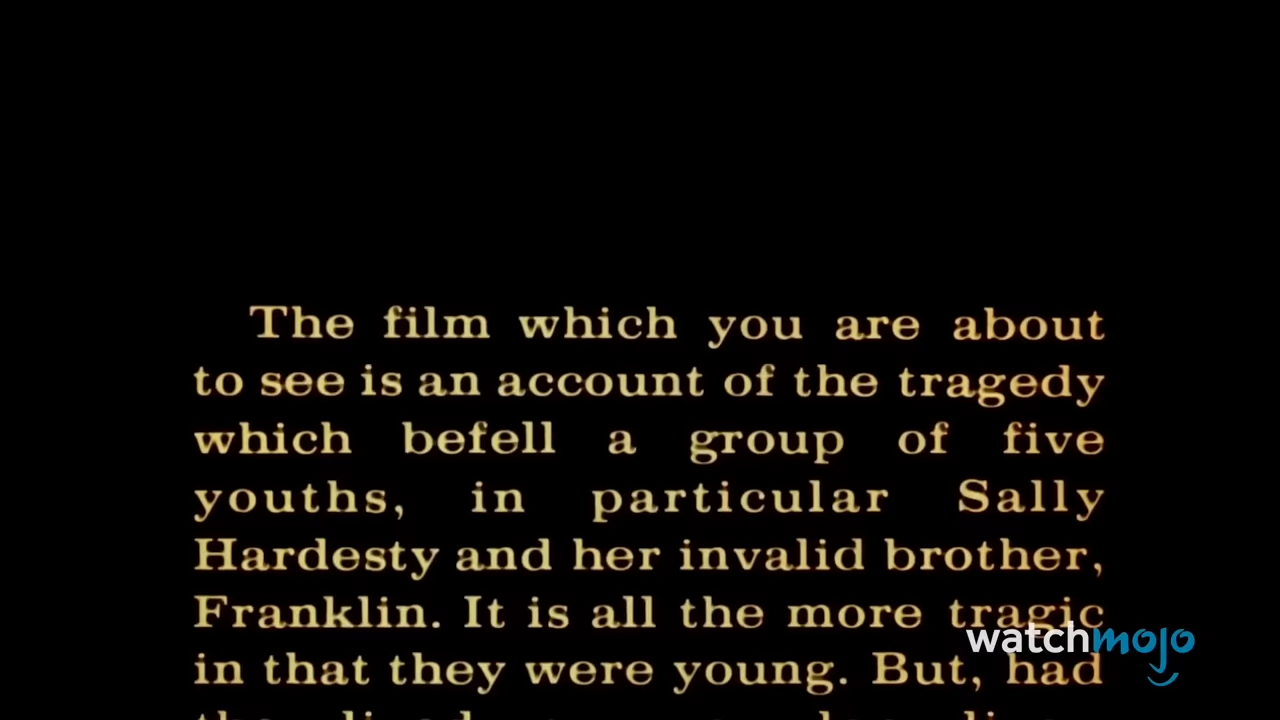 The film which you are about
to see is an account of the tragedy
which befell a group of five
youths, in particular Sally
Hardesty and her invalid brother,
Franklin. It is all the more tragic
in that they were young. But, had
watchmojo